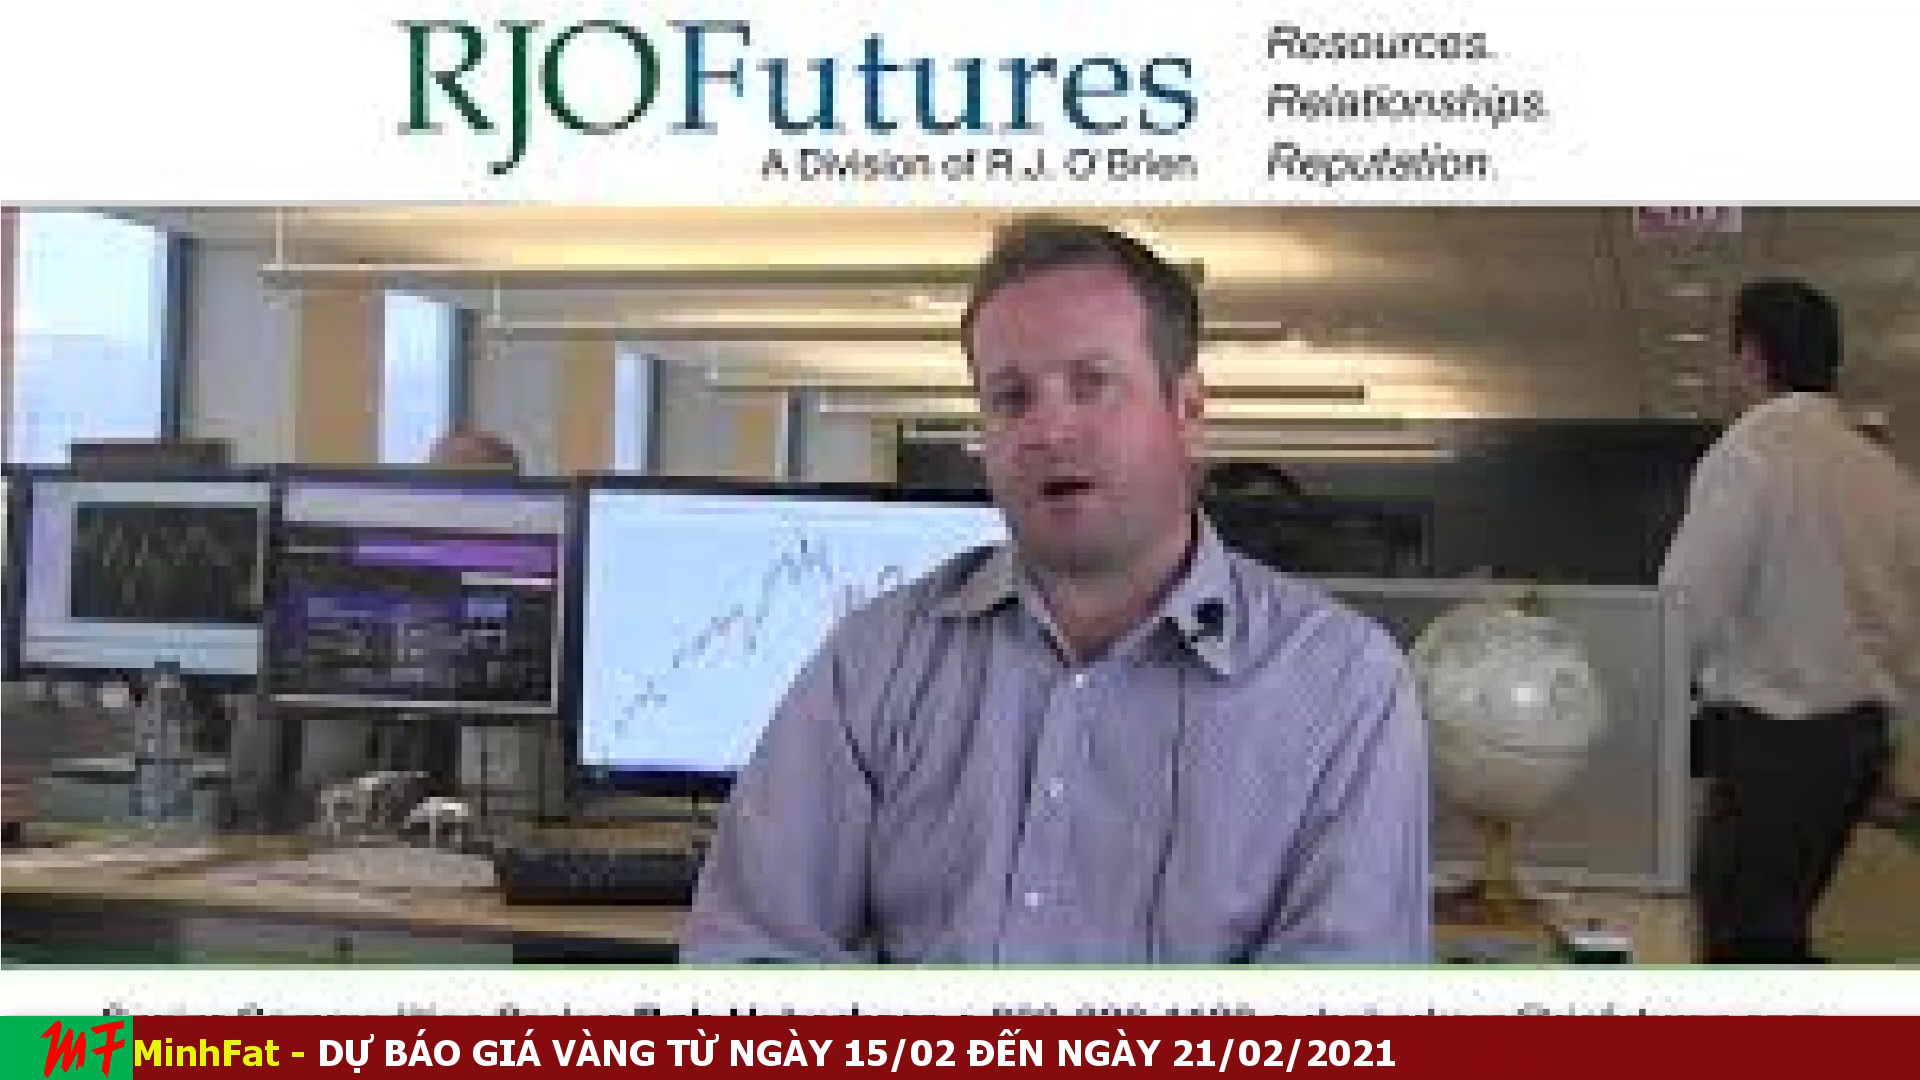 RJOFutures
A Division of R.J. O'Brien
Resources.
Relationships.
Reputation.
MF MinhFat - DỰ BÁO GIÁ VÀNG TỪ NGÀY 15/02 ĐẾN NGÀY 21/02/2021